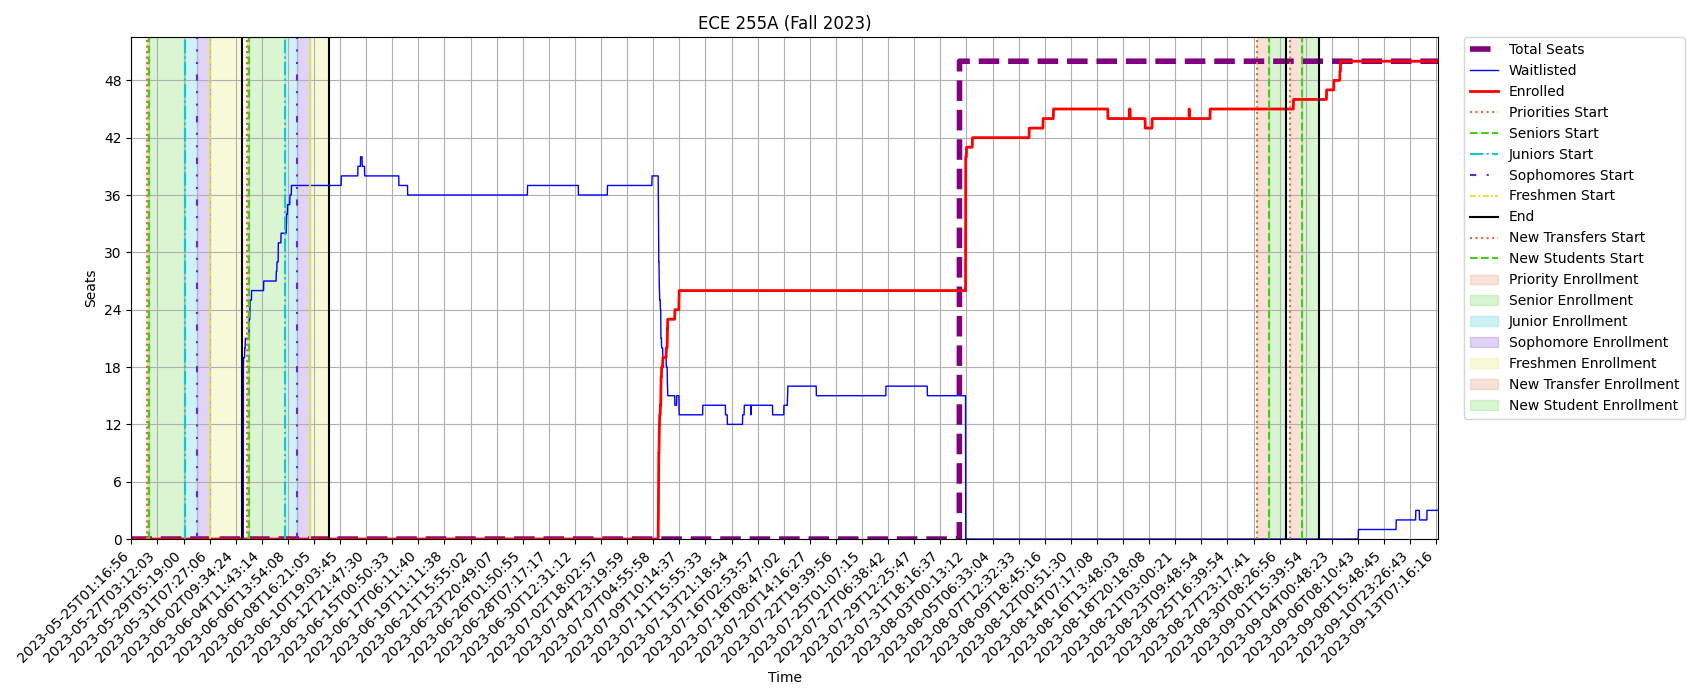 ECE 255A (Fall 2023)
Seats
48
42
36
30
24
18
12
6
0
2023-05-25T01:16:56
2023-05-27T03:12:03
2023-05-29T05:19:00
2023-05-31T07:27:06
2023-06-02T09:34:24
2023-06-04T11:43:14
2023-06-06T13:54:08
2023-06-08T16:21:05
2023-06-10T19:03:45
2023-06-12T21:47:30
2023-06-15T00:50:33
2023-06-17T06:11:40
2023-06-19T11:11:38
2023-06-21T15:55:02
2023-06-23T20:49:07
2023-06-26T01:50:55
2023-06-28T07:17:17
2023-06-30T12:31:12
2023-07-02T18:02:57
2023-07-04T23:19:59
2023-07-07T04:55:58
2023-07-09T10:14:37
2023-07-11T15:55:33
2023-07-13T21:18:54
2023-07-16T02:53:57
2023-07-18T08:47:02
2023-07-20T14:16:27
2023-07-22T19:39:56
2023-07-25T01:07:15
2023-07-27T06:38:42
2023-07-29T12:25:47
2023-07-31T18:16:37
2023-08-03T00:13:12
2023-08-05T06:33:04
2023-08-07T12:32:33
2023-08-09T18:45:16
2023-08-12T00:51:30
2023-08-14T07:17:08
2023-08-16T13:48:03
2023-08-18T20:18:08
2023-08-21T03:00:21
2023-08-23T09:48:54
2023-08-25T16:39:54
2023-08-27T23:17:41
2023-08-30T08:26:56
2023-09-01T15:39:54
2023-09-04T00:48:23
2023-09-06T08:10:43
2023-09-08T15:48:45
2023-09-10T23:26:43
2023-09-13T07:16:16
Time
Total Seats
Waitlisted
Enrolled
Priorities Start
Seniors Start
Juniors Start
Sophomores Start
Freshmen Start
End
New Transfers Start
New Students Start
Priority Enrollment
Senior Enrollment
Junior Enrollment
Sophomore Enrollment
Freshmen Enrollment
New Transfer Enrollment
New Student Enrollment